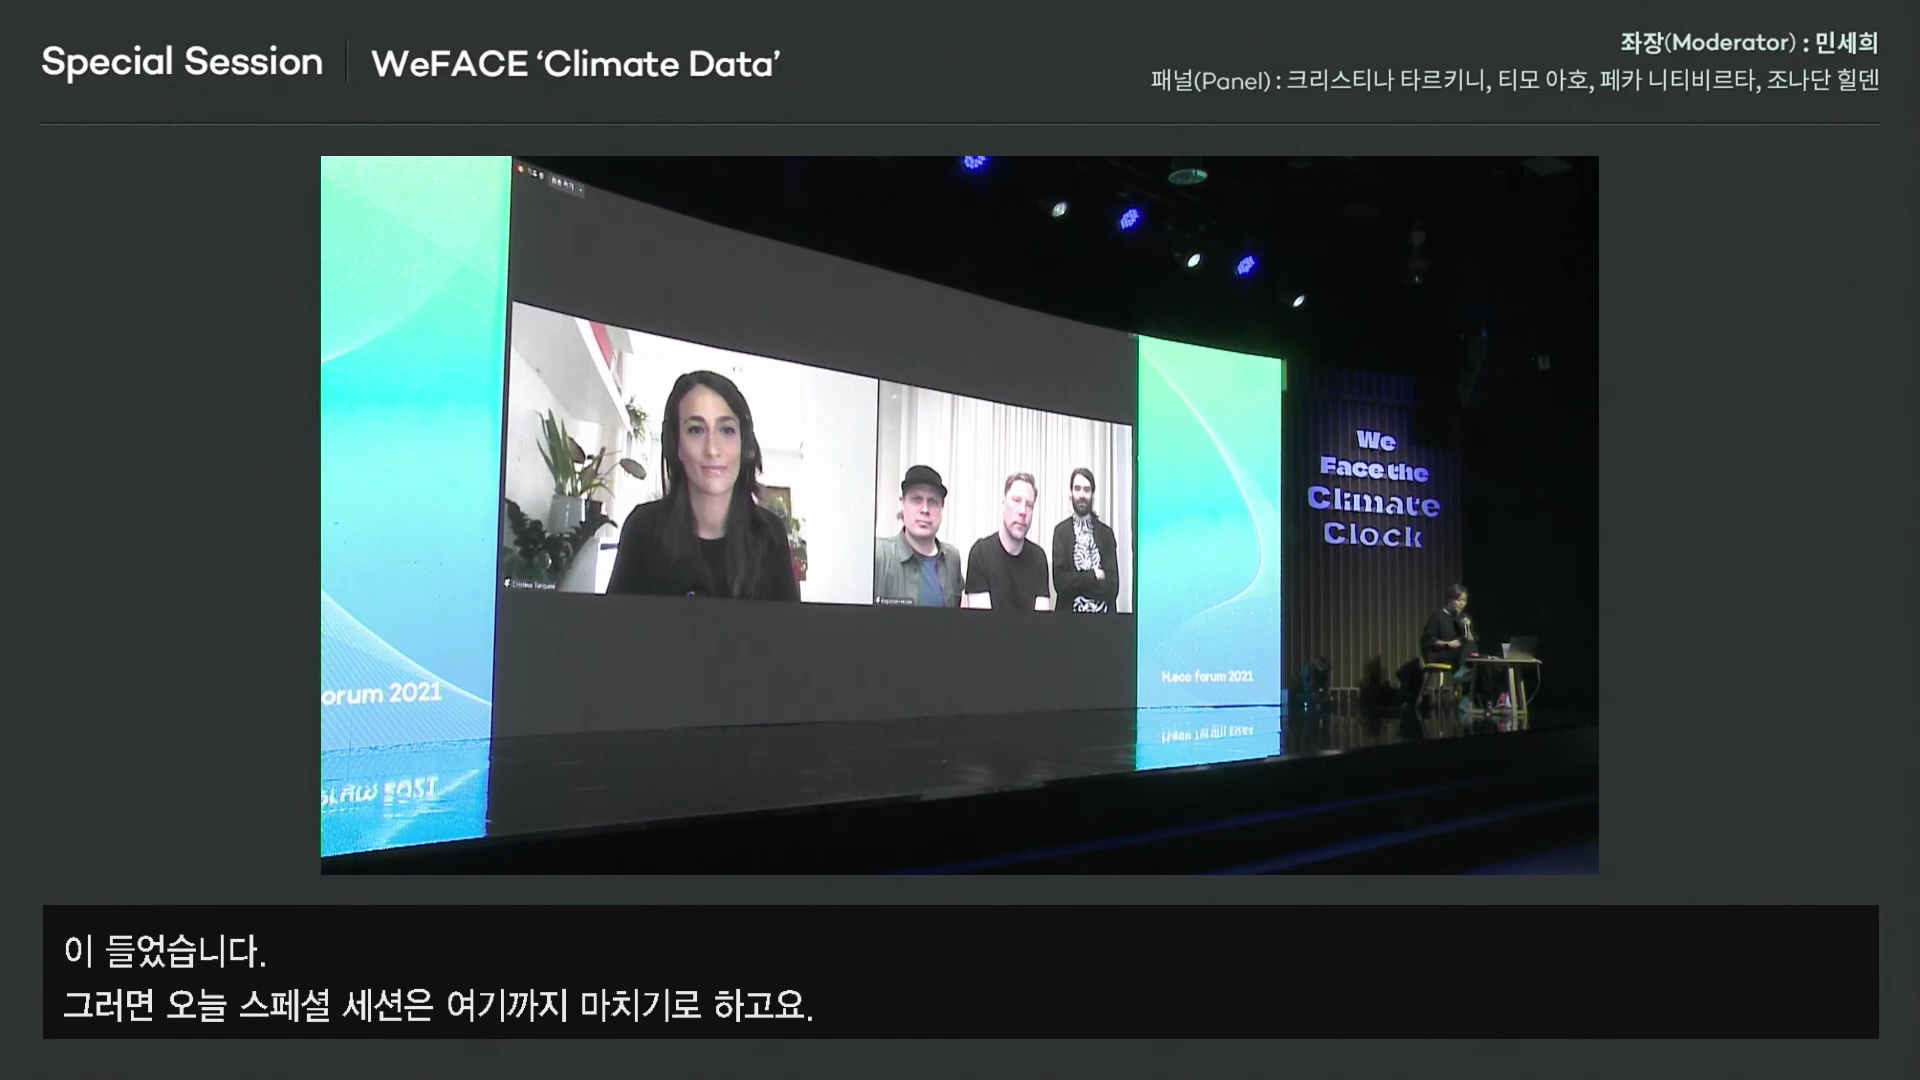 Special Session
WeFACE ‘Climate Data’
좌장(Moderator) : 민세희
패널(Panel) : 크리스티나 타르키니, 티모 아호, 페카 니티비르타, 조나단 힐덴
We
Face the
Climate
Clock
Cristina Tarquini
orum 2021
H.eco forum 2021
이 들었습니다.
그러면 오늘 스페셜 세션은 여기까지 마치기로 하고요.